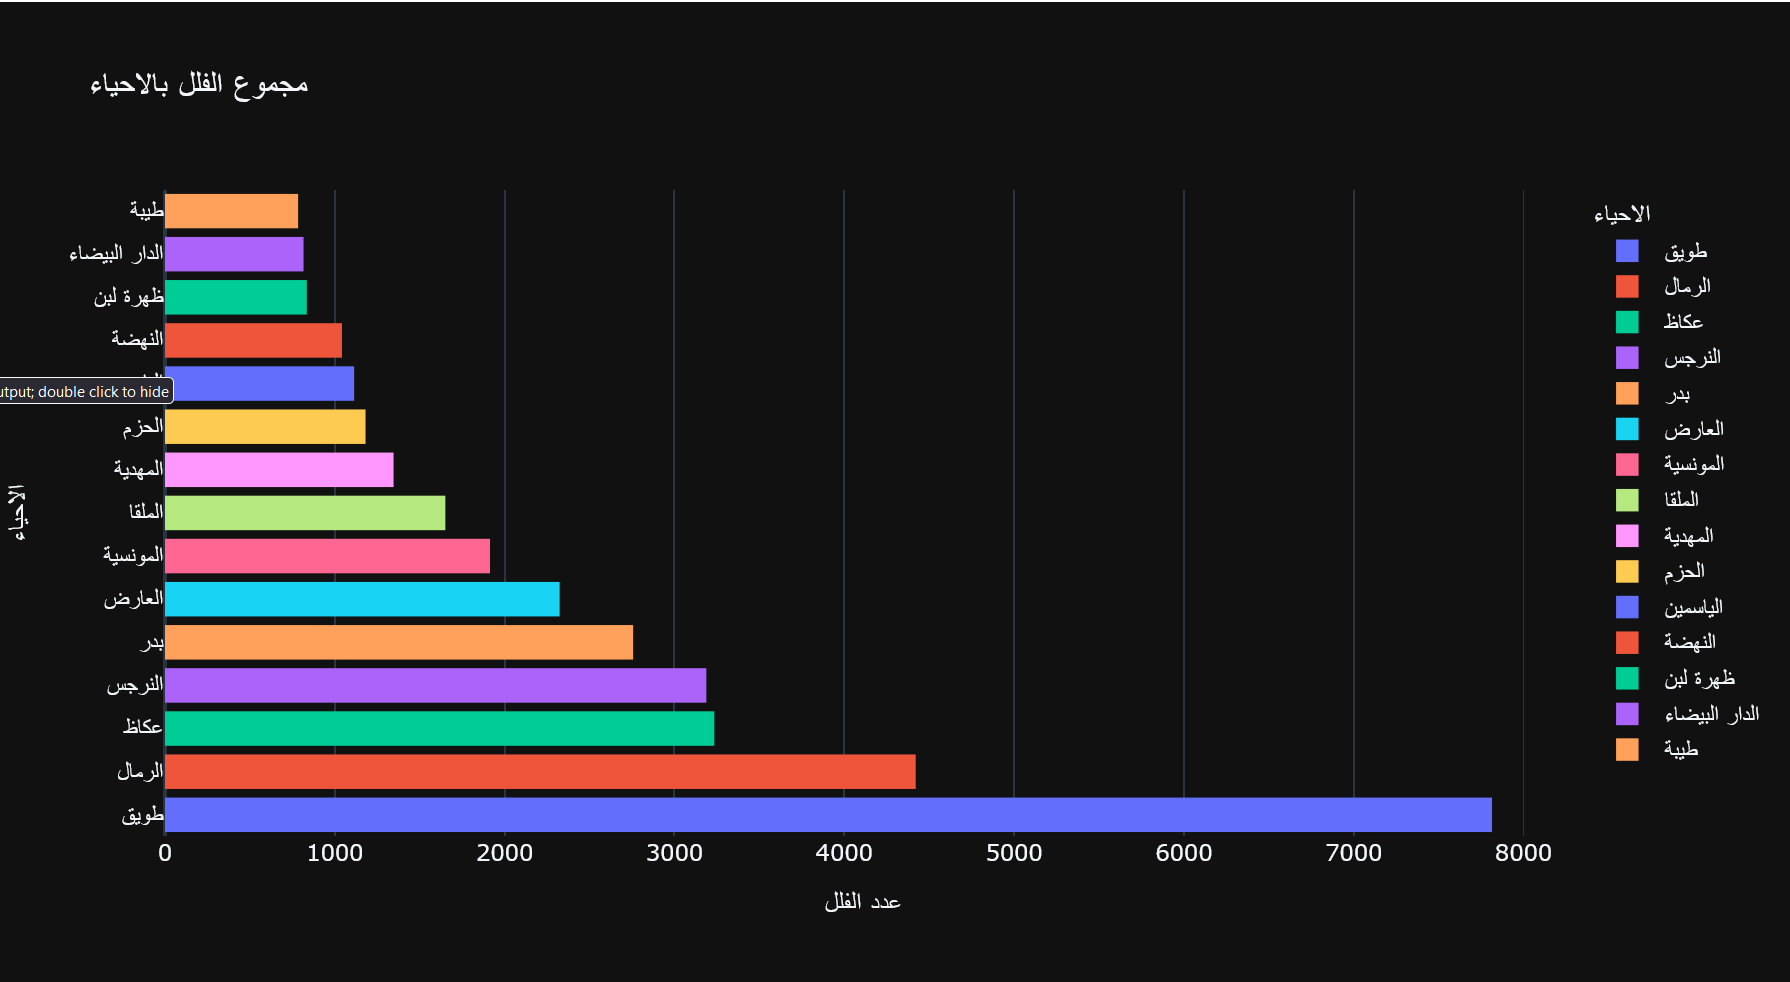 مجموع الفلل بالاحياء
طيبة
الدار البيضاء
ظهرة لبن
النهضة
utput; double click to hide
الحزم
المهدية
الملقا
المونسية
العارض
بدر
النرجس
عكاظ
الرمال
طويق
الاحياء
0 1000 2000 3000 4000 5000 6000 7000 8000
عدد الفلل
الاحياء
طويق
الرمال
عكاظ
النرجس
بدر
العارض
المونسية
الملقا
المهدية
الحزم
الياسمين
النهضة
ظهرة لبن
الدار البيضاء
طيبة